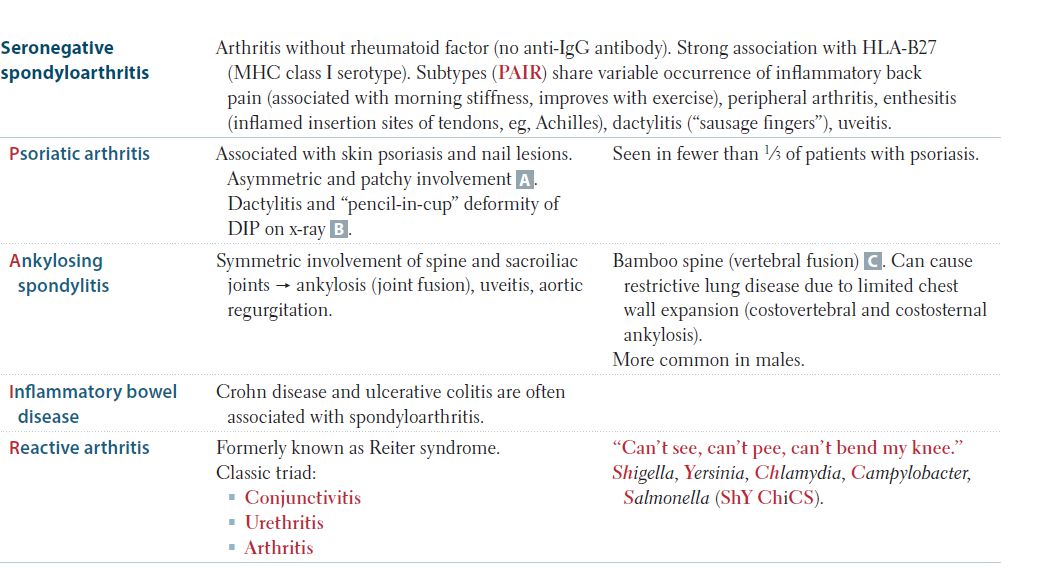 Seronegative spondyloarthritis
Arthritis without rheumatoid factor (no anti-IgG antibody). Strong association with HLA-B27
(MHC class I serotype). Subtypes (PAIR) share variable occurrence of inflammatory back
pain (associated with morning stiffness, improves with exercise), peripheral arthritis, enthesitis
(inflamed insertion sites of tendons, eg, Achilles), dactylitis (“sausage fingers”), uveitis.
Psoriatic arthritis
Associated with skin psoriasis and nail lesions.
Asymmetric and patchy involvement A.
Dactylitis and “pencil-in-cup” deformity of
DIP on x-ray B.
Seen in fewer than 1/3 of patients with psoriasis.
Ankylosing
spondylitis
Symmetric involvement of spine and sacroiliac
joints → ankylosis (joint fusion), uveitis, aortic
regurgitation.
Bamboo spine (vertebral fusion) C. Can cause
restrictive lung disease due to limited chest
wall expansion (costovertebral and costosternal
ankylosis).
More common in males.
Inflammatory bowel
disease
Crohn disease and ulcerative colitis are often
associated with spondyloarthritis.
Reactive arthritis
Formerly known as Reiter syndrome.
Classic triad:
▪ Conjunctivitis
▪ Urethritis
▪ Arthritis
“Can’t see, can’t pee, can’t bend my knee.”
Shigella, Yersinia, Chlamydia, Campylobacter,
Salmonella (ShY ChiCS).